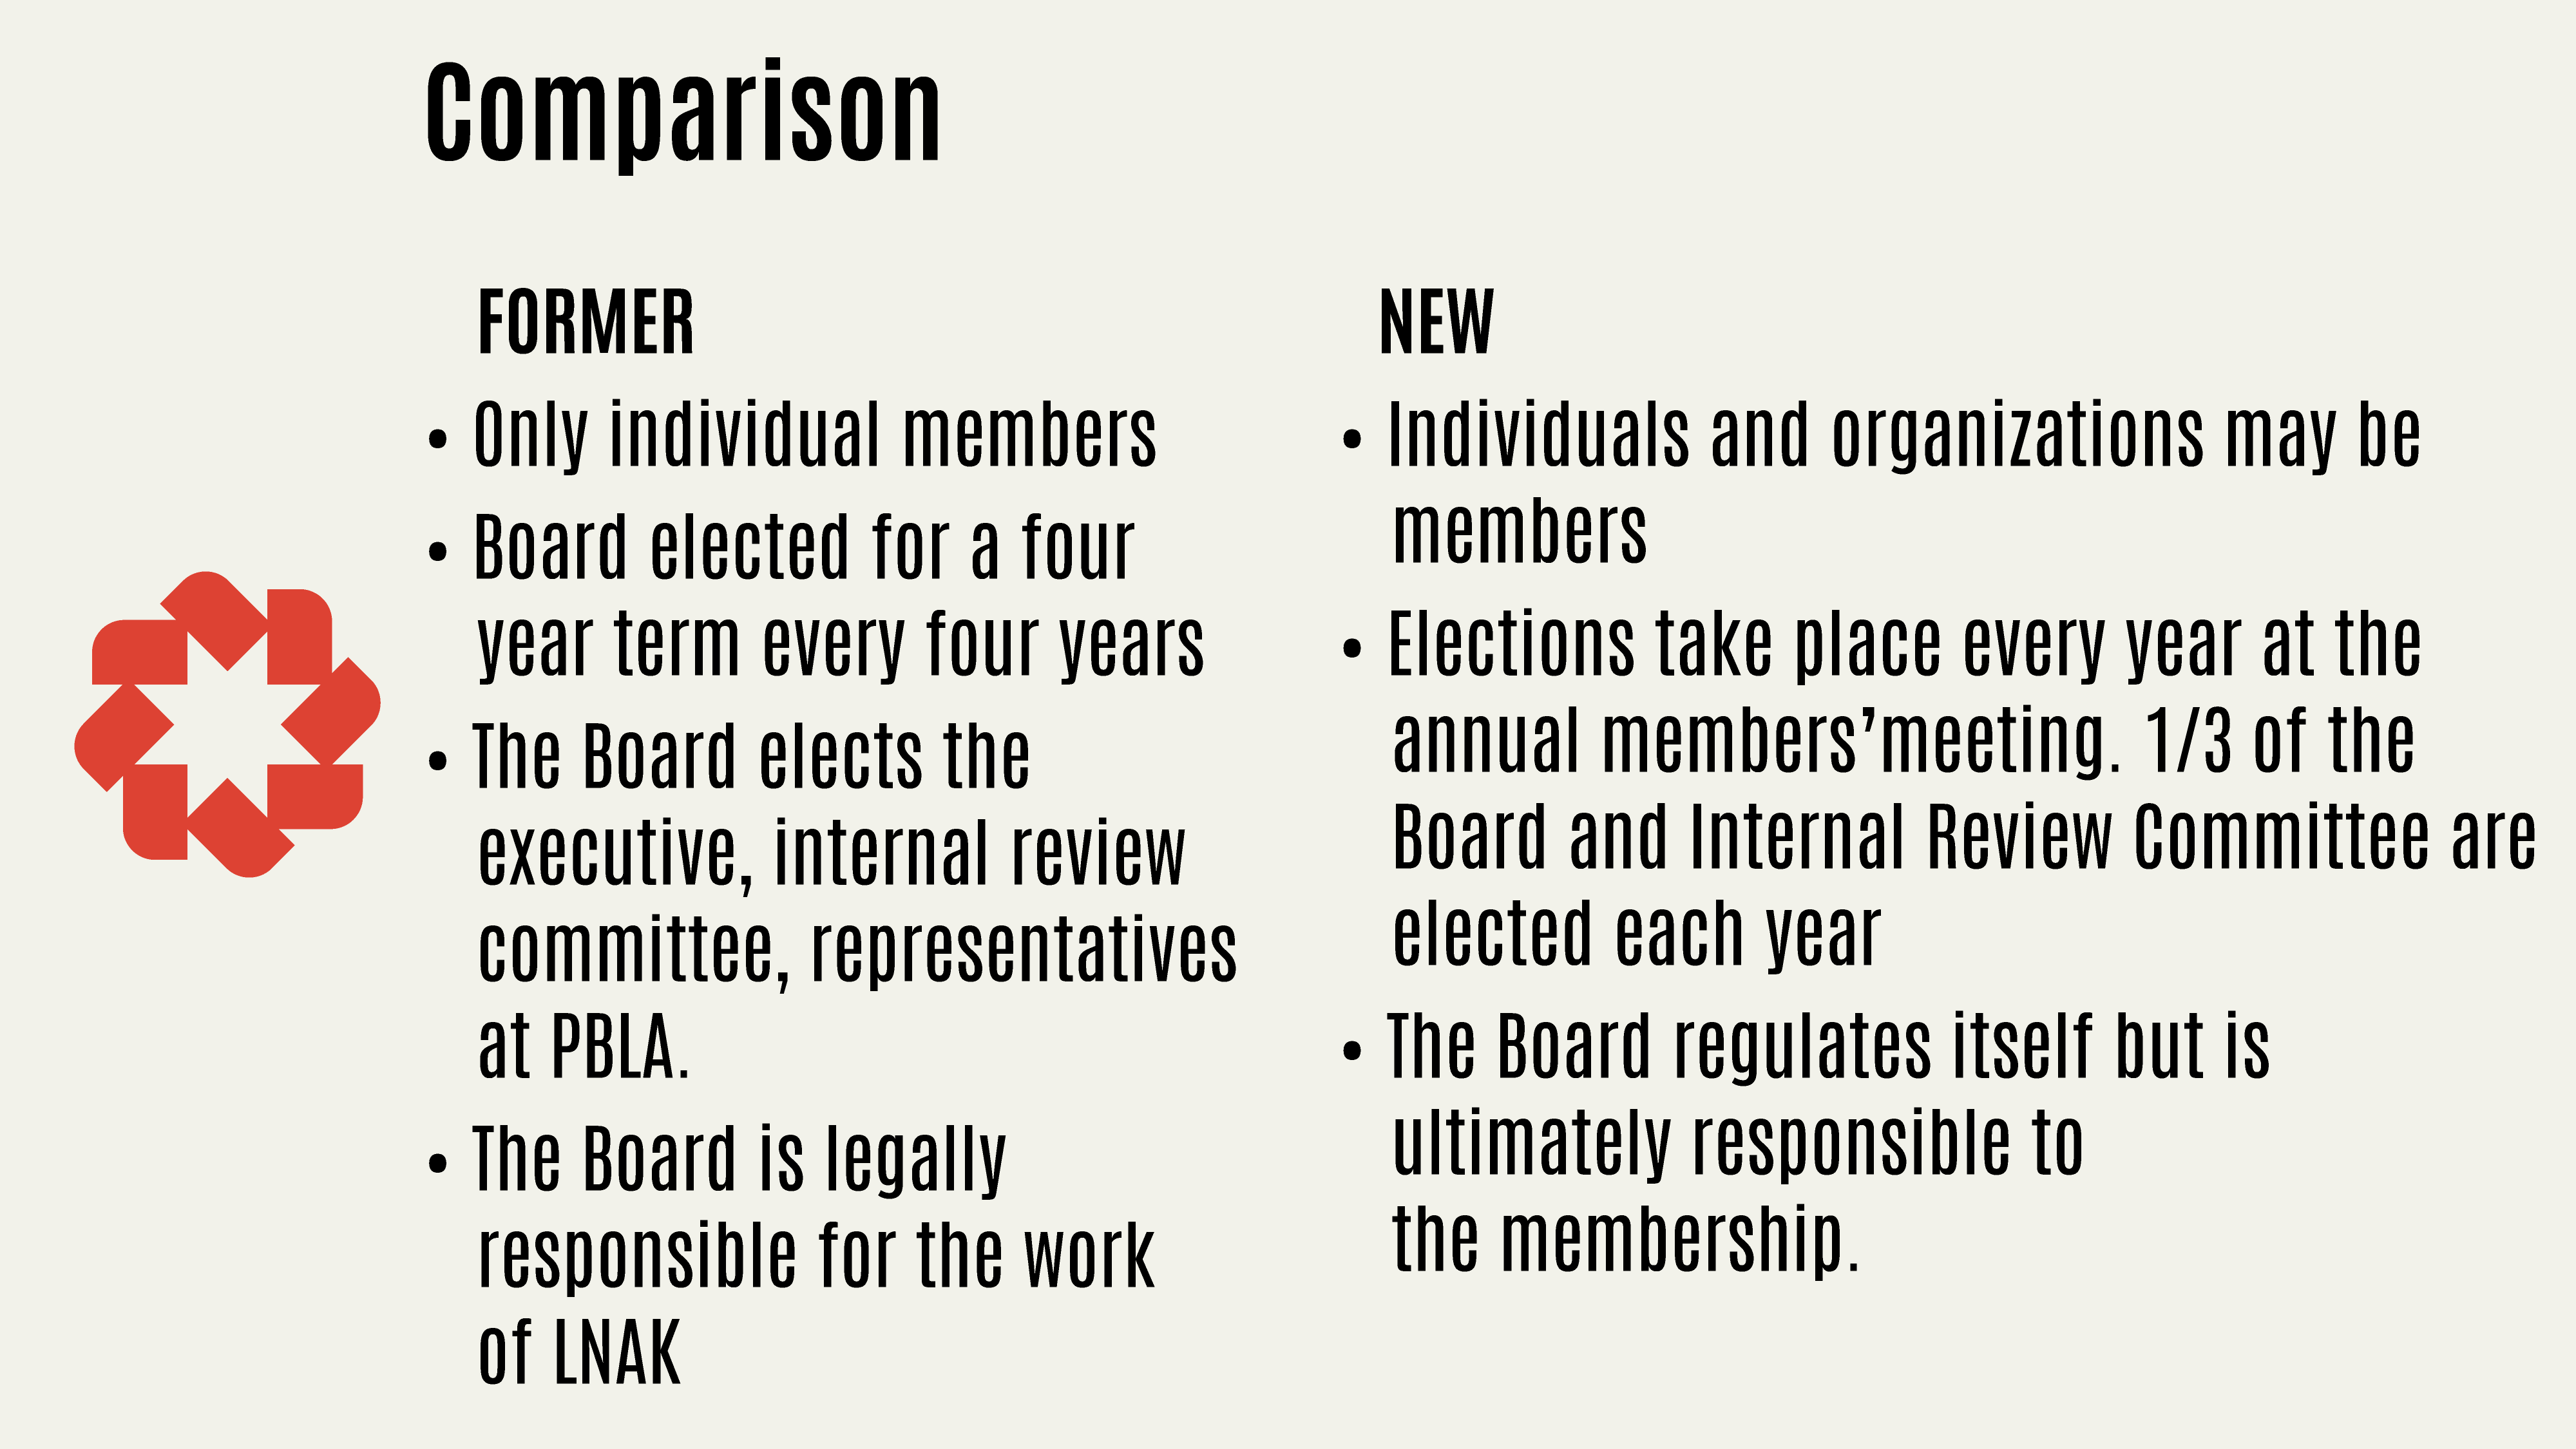 Comparison
FORMER
• Only individual members
• Board elected for a four
year term every four years
• The Board elects the
executive, internal review
committee, representatives
at PBLA.
• The Board is legally
responsible for the work
of LNAK
NEW
• Individuals and organizations may be
members
• Elections take place every year at the
annual members’meeting. 1/3 of the
Board and Internal Review Committee are
elected each year
• The Board regulates itself but is
ultimately responsible to
the membership.